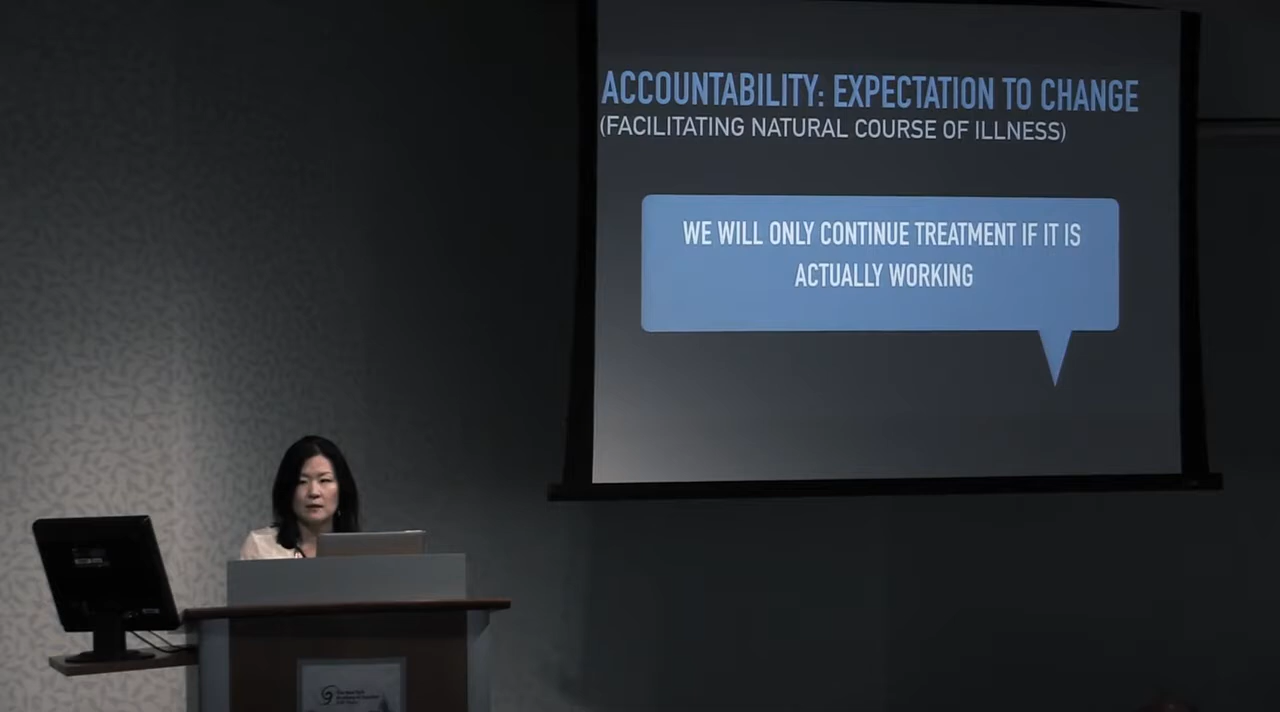 ACCOUNTABILITY: EXPECTATION TO CHANGE
(FACILITATING NATURAL COURSE OF ILLNESS)
WE WILL ONLY CONTINUE TREATMENT IF IT IS
ACTUALLY WORKING